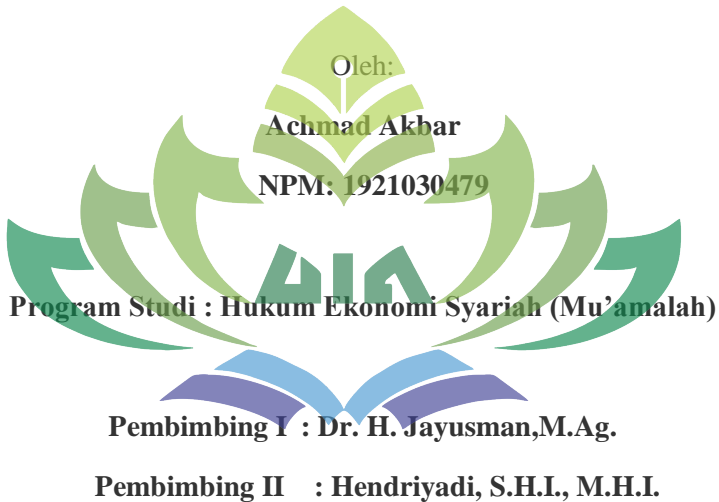 Oleh:
Achmad Akbar
NPM: 1921030479
UIN
Program Studi : Hukum Ekonomi Syariah (Mu’amalah)
Pembimbing I : Dr. H. Jayusman,M.Ag.
Pembimbing II : Hendriyadi, S.H.I., M.H.I.